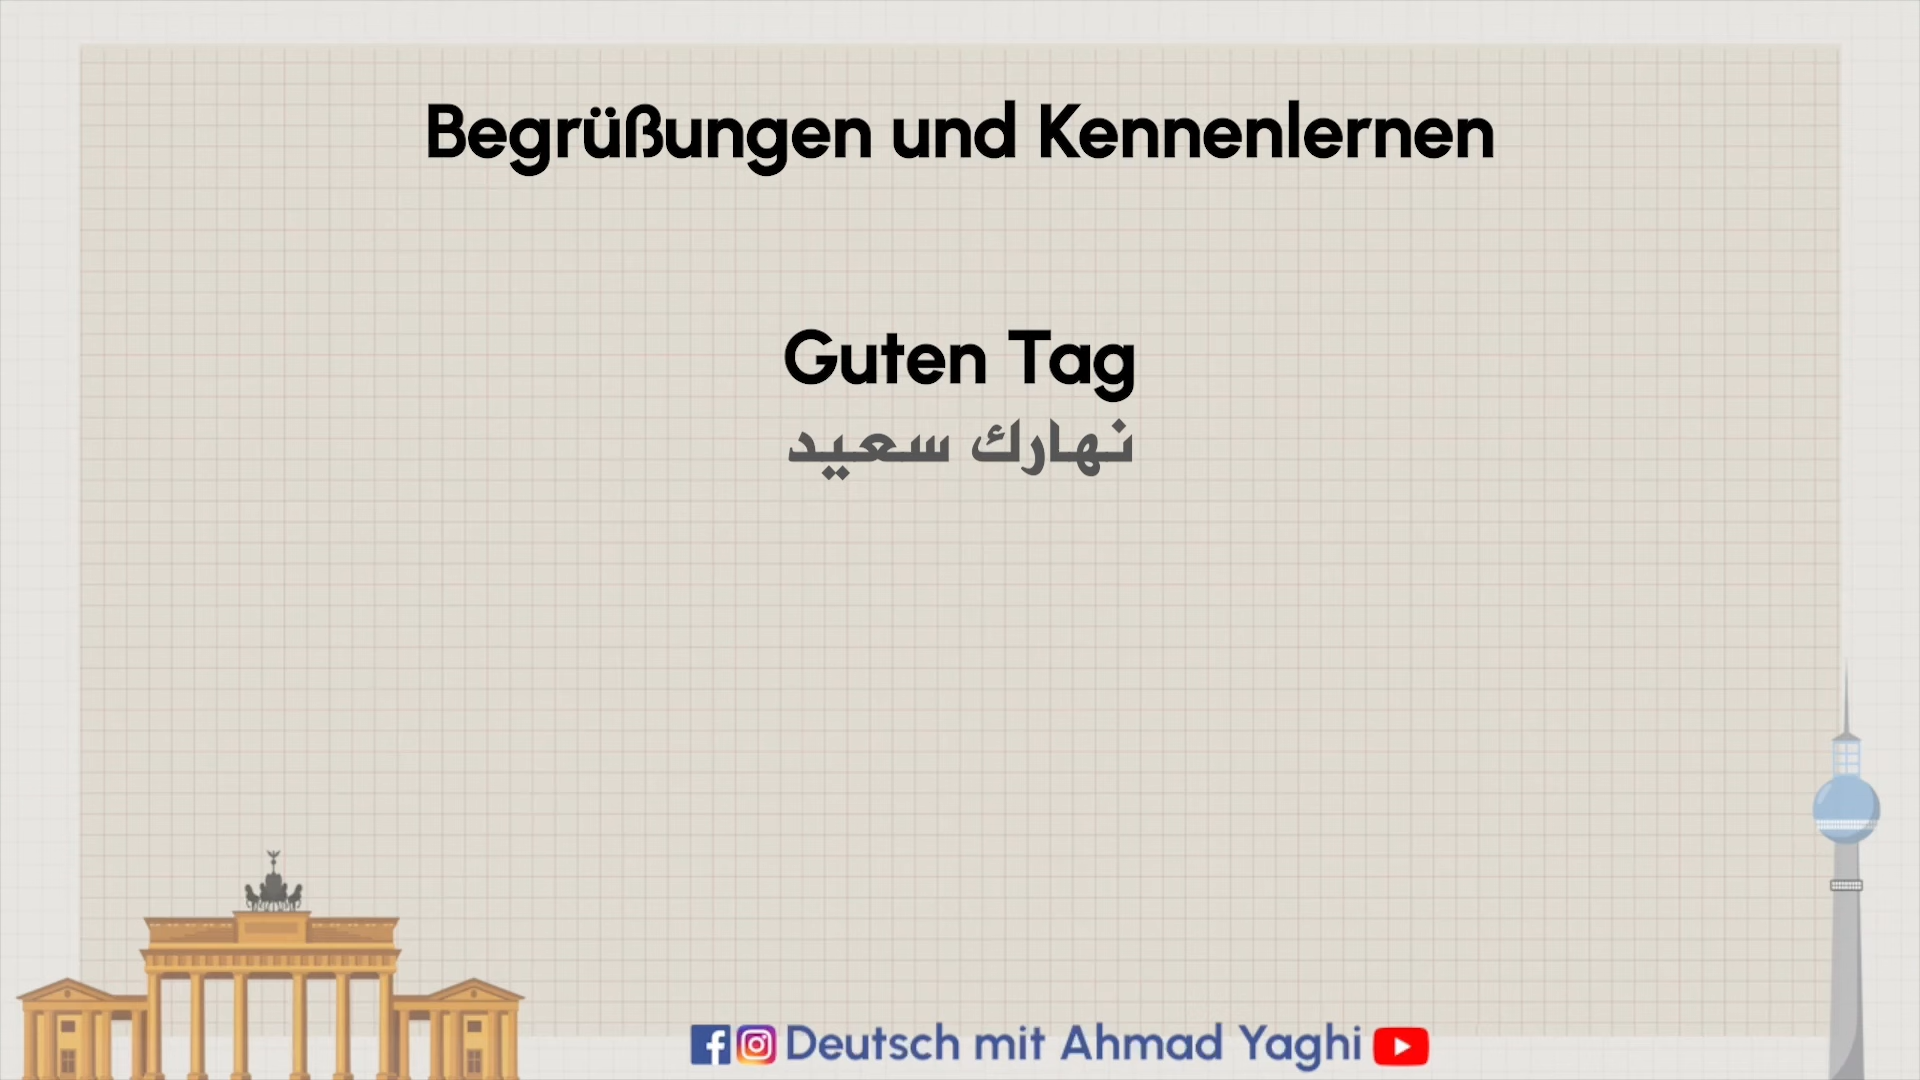 Begrüßungen und Kennenlernen
Guten Tag
نهارك سعيد
Deutsch mit Ahmad Yaghi